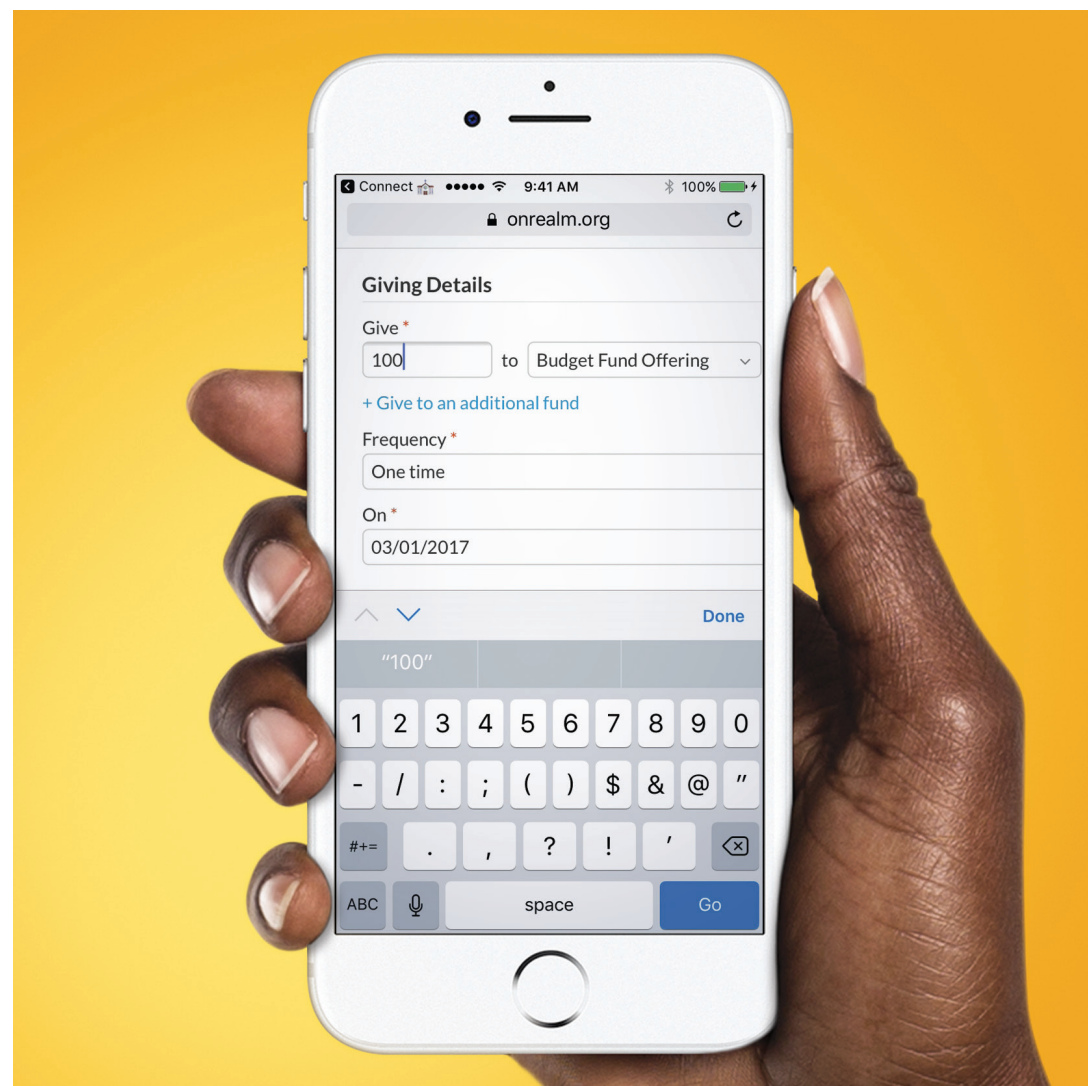 Connect 9:41 AM 100%
onrealm.org
Giving Details
Give *
100 to Budget Fund Offering
+ Give to an additional fund
Frequency *
One time
On *
03/01/2017
Done
"100"
1 2 3 4 5 6 7 8 9 0
- / : ; ( ) $ & @ "
#+= . , ? ! '
ABC space Go